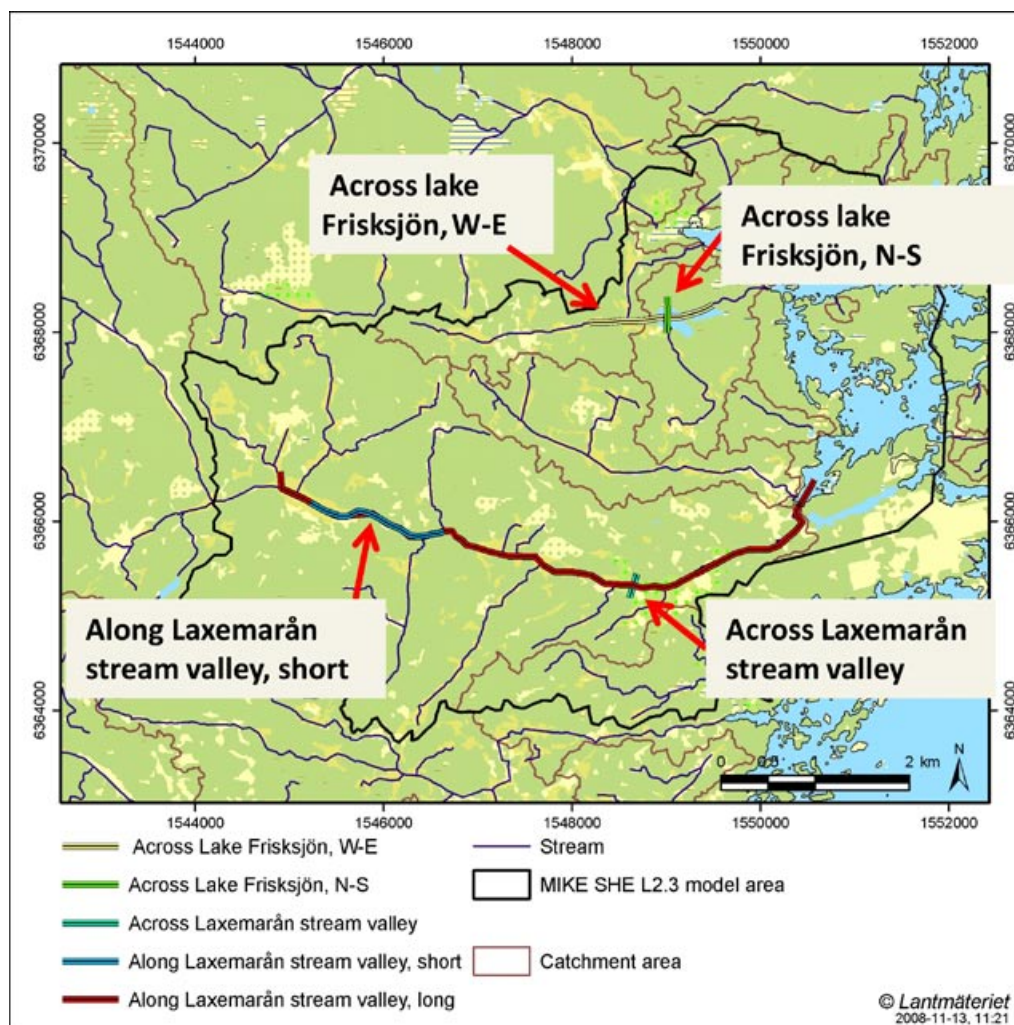 1544000 1546000 1548000 1550000 1552000
6370000 6370000
Across lake
Frisksjön, W-E
Across lake
Frisksjön, N-S
6368000 6368000
6366000 6366000
Along Laxemarån
stream valley, short
Across Laxemarån
stream valley
6364000 6364000
0 0,5 2 km N
1544000 1546000 1548000 1550000 1552000
Across Lake Frisksjön, W-E
Across Lake Frisksjön, N-S
Across Laxemarån stream valley
Along Laxemarån stream valley, short
Along Laxemarån stream valley, long
Stream
MIKE SHE L2.3 model area
Catchment area
© Lantmäteriet
2008-11-13, 11:21